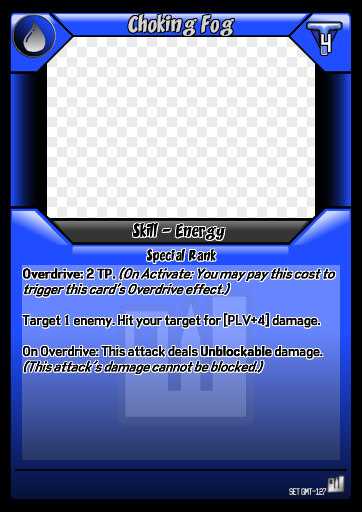 Choking Fog
4
Skill - Energy
Special Rank
Overdrive: 2 TP. (On Activate: You may pay this cost to
trigger this card's Overdrive effect.)
Target 1 enemy. Hit your target for [PLV+4] damage.
On Overdrive: This attack deals Unblockable damage.
(This attack's damage cannot be blocked.)
SET GMT-127